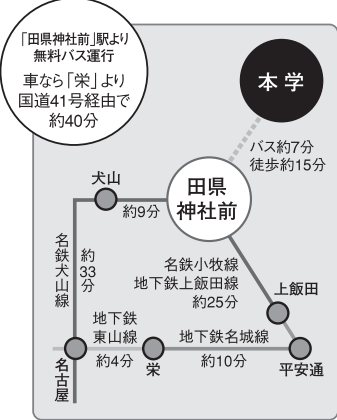 「田県神社前」駅より
無料バス運行
車なら「栄」より
国道41号経由で
約40分
本学
バス約7分
徒歩約15分
田県
神社前
犬山
約9分
名鉄犬山線
約33分
名鉄小牧線
地下鉄上飯田線
約25分
上飯田
地下鉄
東山線
約4分
地下鉄名城線
約10分
名古屋
栄
平安通